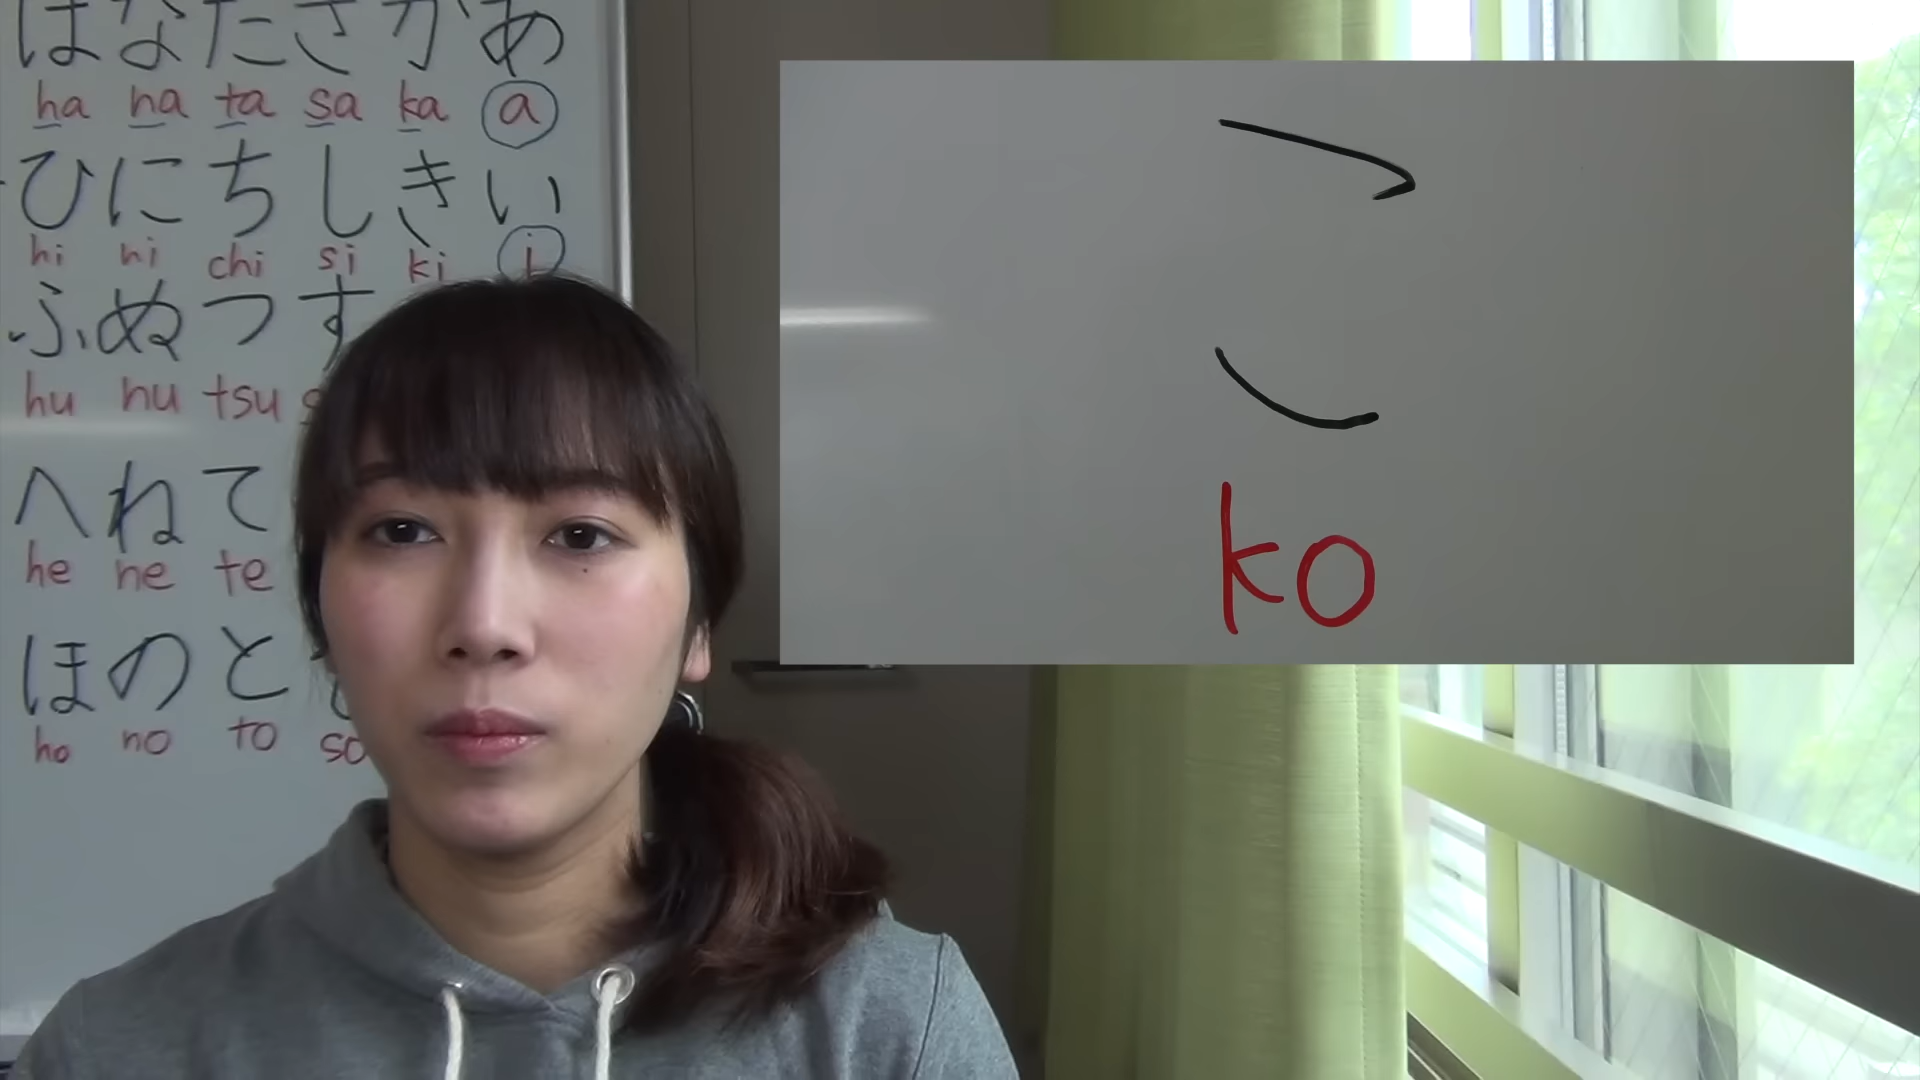 はなたさかあ
ha na ta sa ka a
ひにちしきい
hi ni chi si ki i
ふぬつす
hu nu tsu
へねて
he ne te
ほのと
ho no to so
こ
ko